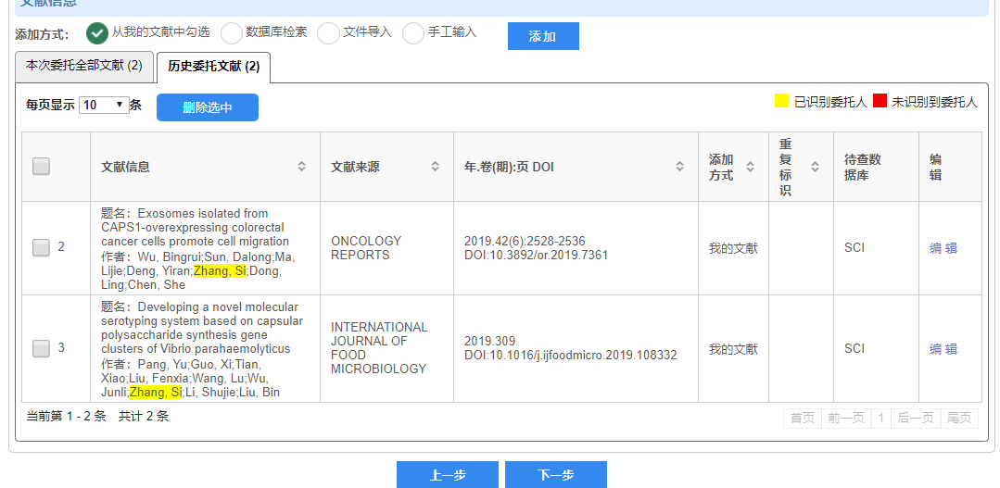 文献信息
添加方式： 从我的文献中勾选 数据库检索 文件导入 手工输入 添加
本次委托全部文献 (2) 历史委托文献 (2)
每页显示 10 条 删除选中 已识别委托人 未识别到委托人
文献信息 文献来源 年.卷(期):页 DOI 添加方式 重复标识 待查数据库 编辑
2
题名：Exosomes isolated from
CAPS1-overexpressing colorectal
cancer cells promote cell migration
作者：Wu, Bingrui;Sun, Dalong;Ma,
Lijie;Deng, Yiran;Zhang, Si;Dong,
Ling;Chen, She
ONCOLOGY
REPORTS
2019.42(6):2528-2536
DOI:10.3892/or.2019.7361
我的文献
SCI
编 辑
3
题名：Developing a novel molecular
serotyping system based on capsular
polysaccharide synthesis gene
clusters of Vibrio parahaemolyticus
作者：Pang, Yu;Guo, Xi;Tian,
Xiao;Liu, Fenxia;Wang, Lu;Wu,
Junli;Zhang, Si;Li, Shujie;Liu, Bin
INTERNATIONAL
JOURNAL OF
FOOD
MICROBIOLOGY
2019.309
DOI:10.1016/j.ijfoodmicro.2019.108332
我的文献
SCI
编 辑
当前第 1 - 2 条 共计 2 条 首页 前一页 1 后一页 尾页
上一步 下一步